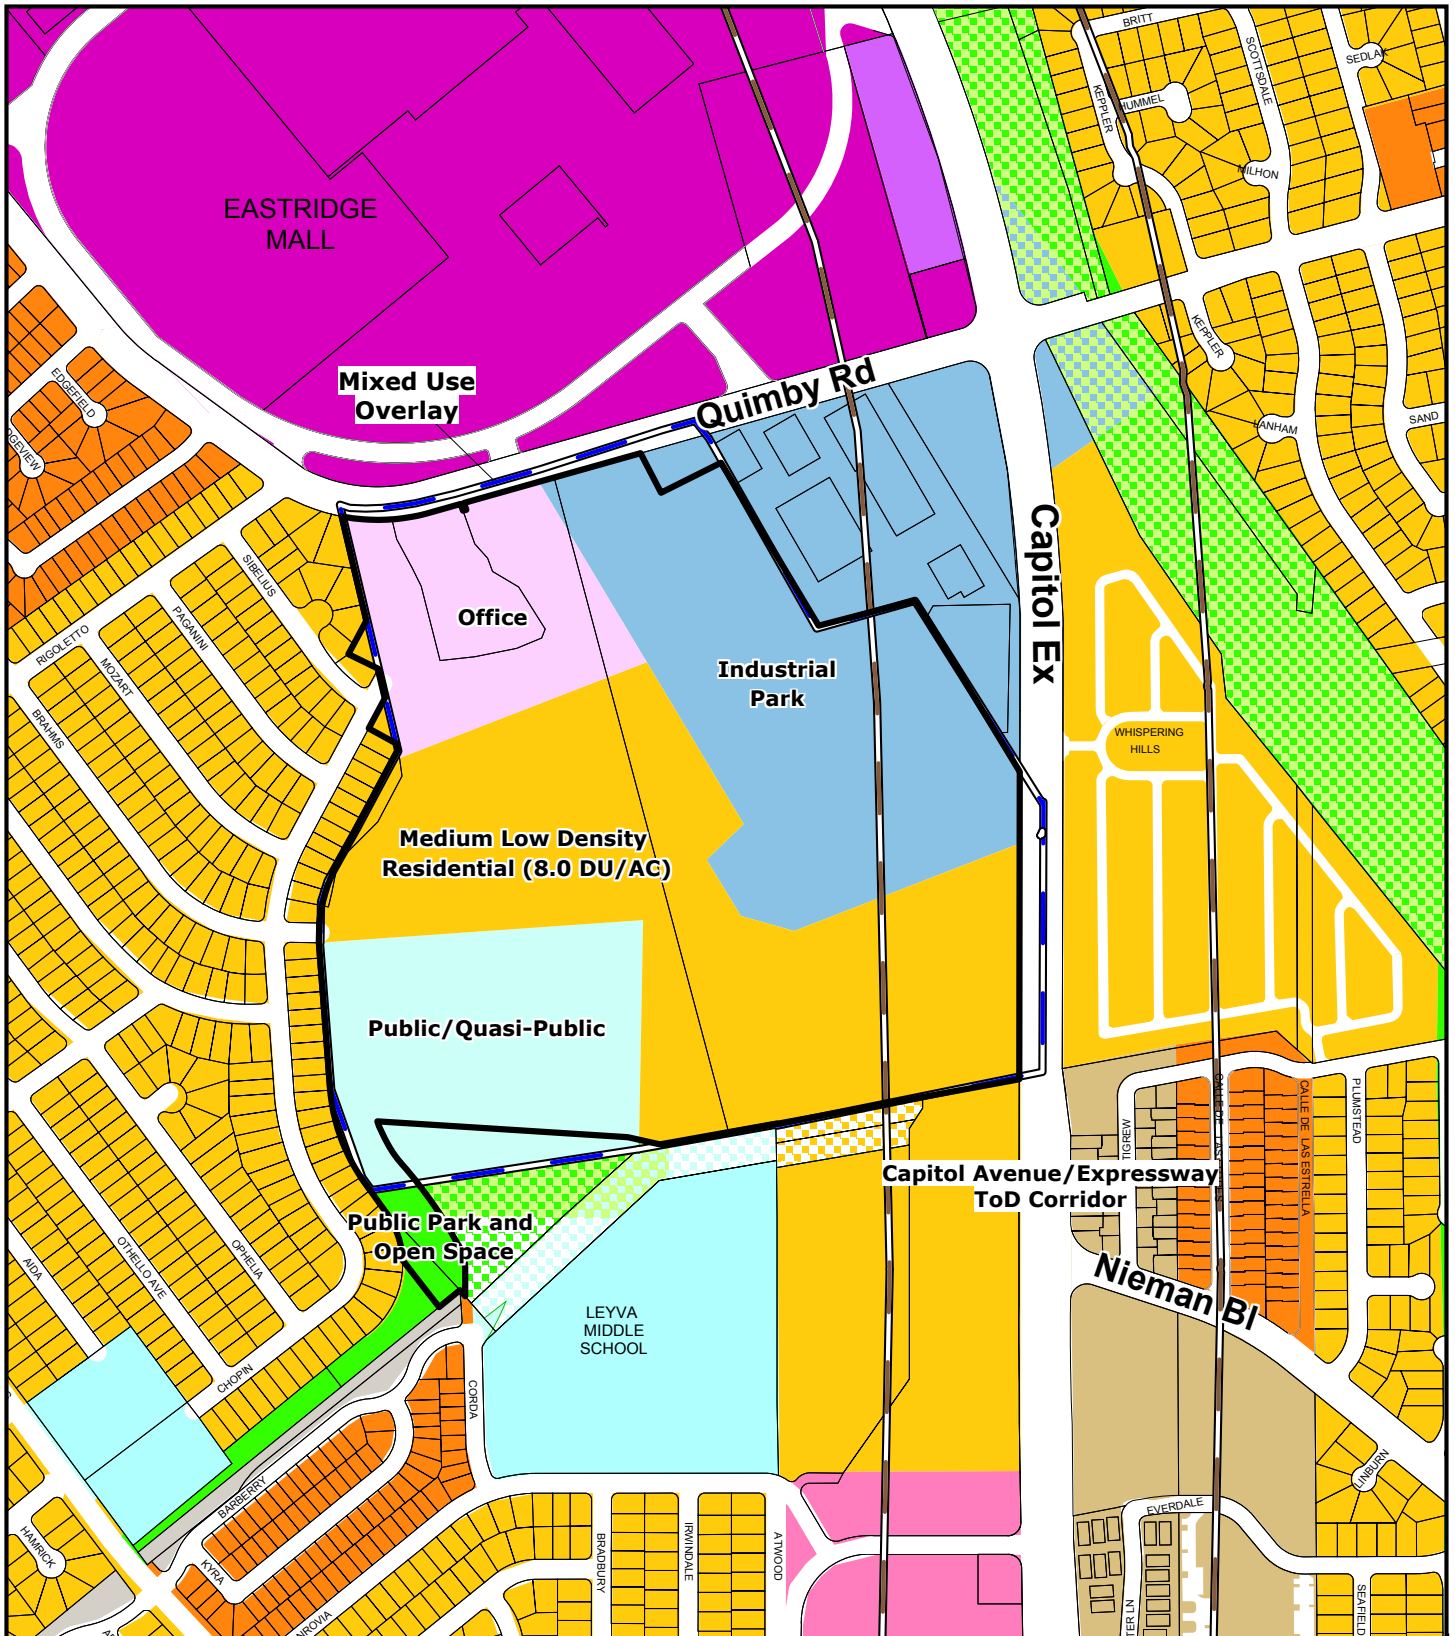 BRITT
SCOTTSDALE
SEDLAK
KEPPLER
HUMMEL
MILHON
EASTRIDGE
MALL
KEPPLER
SAND
LANHAM
Mixed Use
Overlay
Quimby Rd
EDGEFIELD
DGEVIEW
Capitol Ex
SIBELIUS
PAGANINI
RIGOLETTO
MOZART
BRAHMS
Office
Industrial
Park
WHISPERING
HILLS
Medium Low Density
Residential (8.0 DU/AC)
Public/Quasi-Public
TIGREW
CALLE DE LAS ESTRELLA
PLUMSTEAD
Capitol Avenue/Expressway
ToD Corridor
Public Park and
Open Space
AIDA
OTHELLO AVE
OPHELIA
Nieman Bl
LEYVA
MIDDLE
SCHOOL
CHOPIN
CORDA
BARBERRY
LINBURN
EVERDALE
HAMRICK
KYRA
NROVIA
BRADBURY
IRWINDALE
ATWOOD
TER LN
SEAFIELD